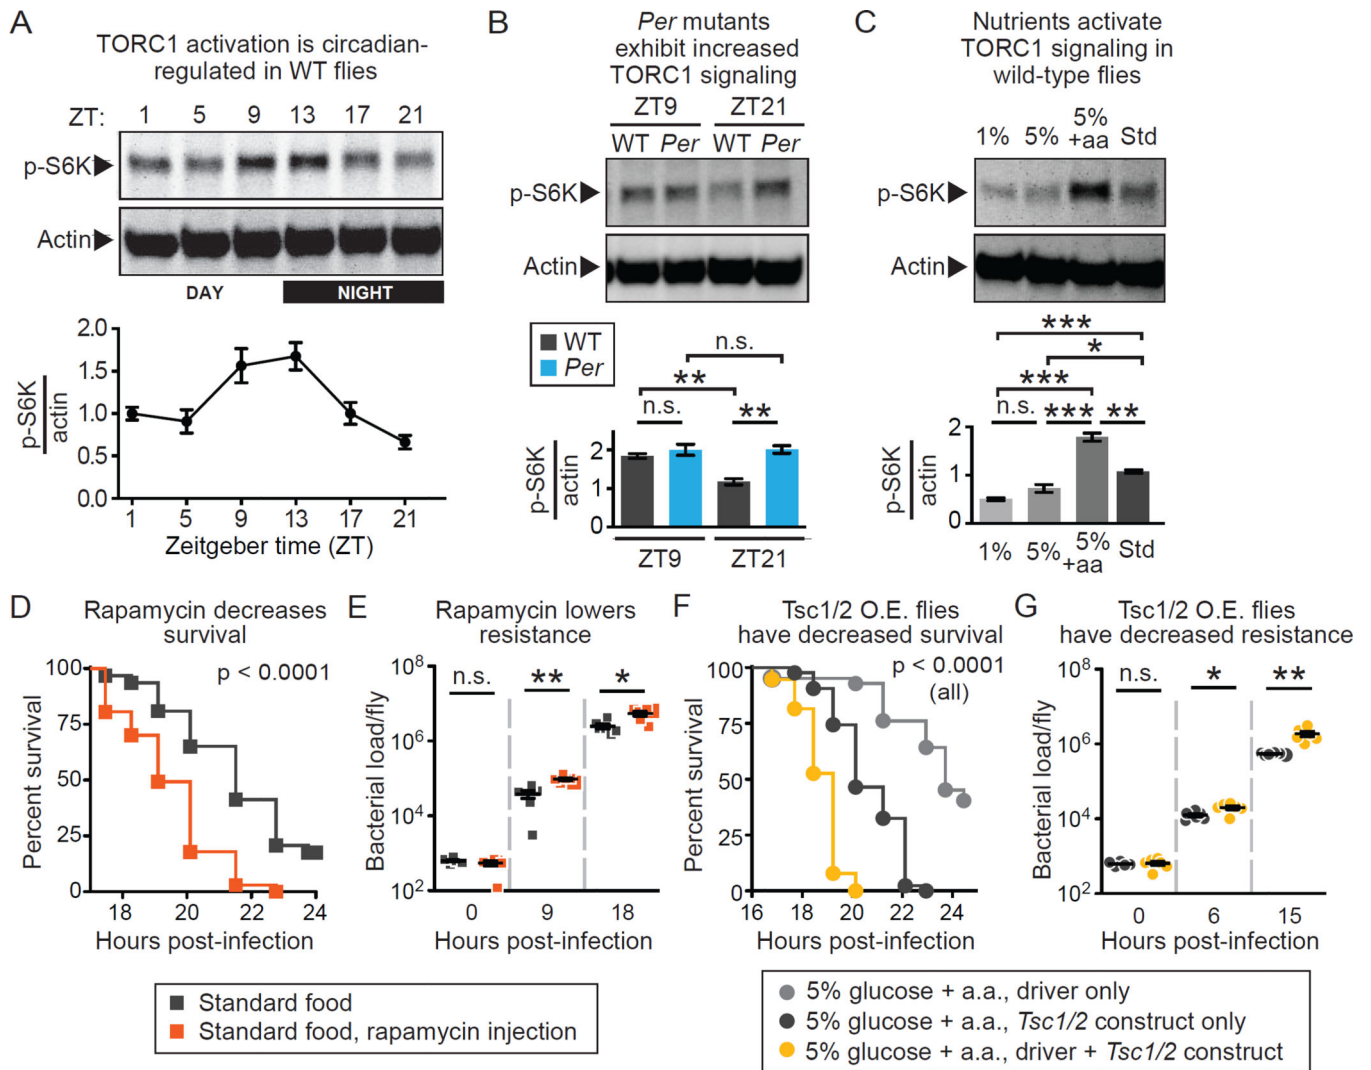 A
TORC1 activation is circadian-
regulated in WT flies
ZT: 1 5 9 13 17 21
p-S6K
Actin
DAY NIGHT
2.0
1.5
1.0
0.5
0.0
p-S6K
actin
1 5 9 13 17 21
Zeitgeber time (ZT)
B
Per mutants
exhibit increased
TORC1 signaling
ZT9 ZT21
WT Per WT Per
p-S6K
Actin
WT
Per
n.s.
**
n.s. **
2
1
0
p-S6K
actin
ZT9 ZT21
C
Nutrients activate
TORC1 signaling in
wild-type flies
1% 5% 5% +aa Std
p-S6K
Actin
***
*
***
n.s. *** **
2
1
0
p-S6K
actin
1% 5% 5% +aa Std
D
Rapamycin decreases
survival
p < 0.0001
100
75
50
25
0
Percent survival
18 20 22 24
Hours post-infection
E
Rapamycin lowers
resistance
n.s. ** *
10^8
10^6
10^4
10^2
Bacterial load/fly
0 9 18
Hours post-infection
Standard food
Standard food, rapamycin injection
F
Tsc1/2 O.E. flies
have decreased survival
p < 0.0001
(all)
100
75
50
25
0
Percent survival
16 18 20 22 24
Hours post-infection
G
Tsc1/2 O.E. flies
have decreased resistance
n.s. * **
10^8
10^6
10^4
10^2
Bacterial load/fly
0 6 15
Hours post-infection
5% glucose + a.a., driver only
5% glucose + a.a., Tsc1/2 construct only
5% glucose + a.a., driver + Tsc1/2 construct